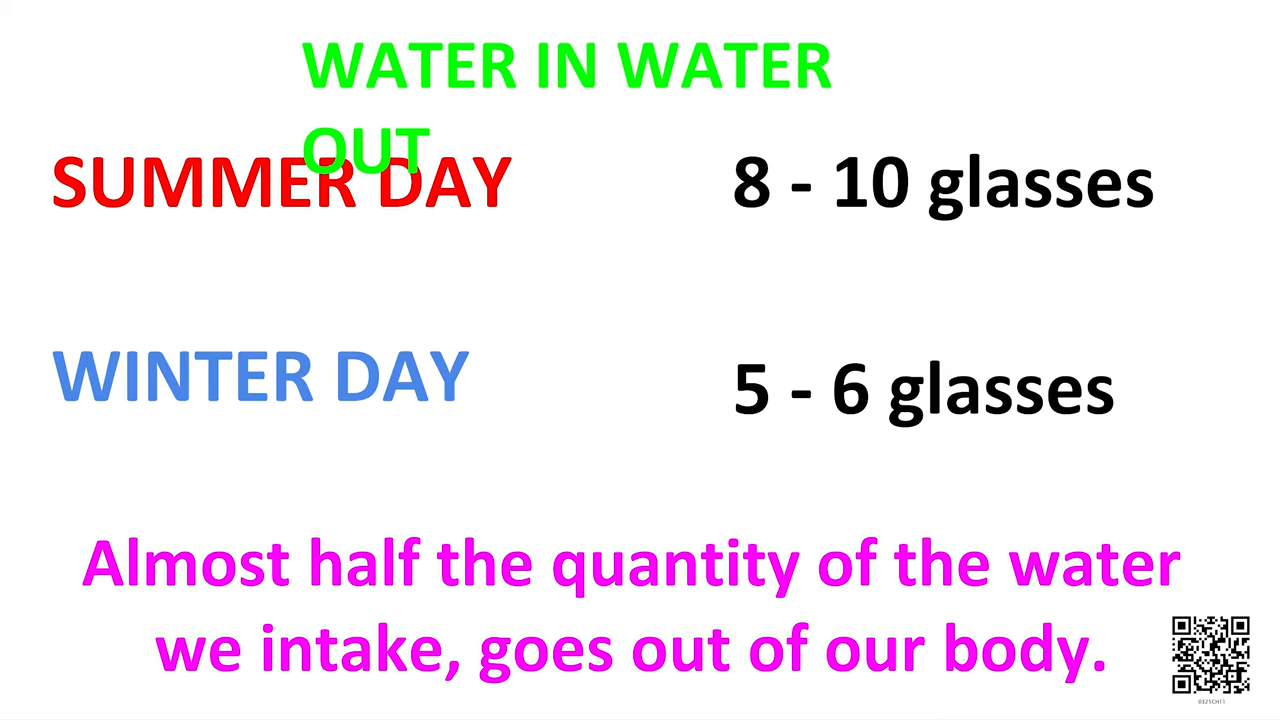 WATER IN WATER
OUT
SUMMER DAY 8 - 10 glasses
WINTER DAY 5 - 6 glasses
Almost half the quantity of the water
we intake, goes out of our body.
0325CH11